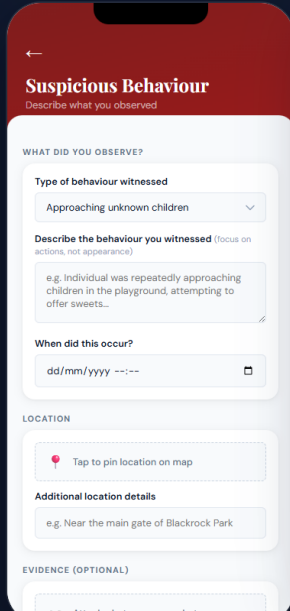 ←
Suspicious Behaviour
Describe what you observed
WHAT DID YOU OBSERVE?
Type of behaviour witnessed
Approaching unknown children
Describe the behaviour you witnessed (focus on
actions, not appearance)
e.g. Individual was repeatedly approaching
children in the playground, attempting to
offer sweets...
When did this occur?
dd/mm/yyyy --:--
LOCATION
Tap to pin location on map
Additional location details
e.g. Near the main gate of Blackrock Park
EVIDENCE (OPTIONAL)